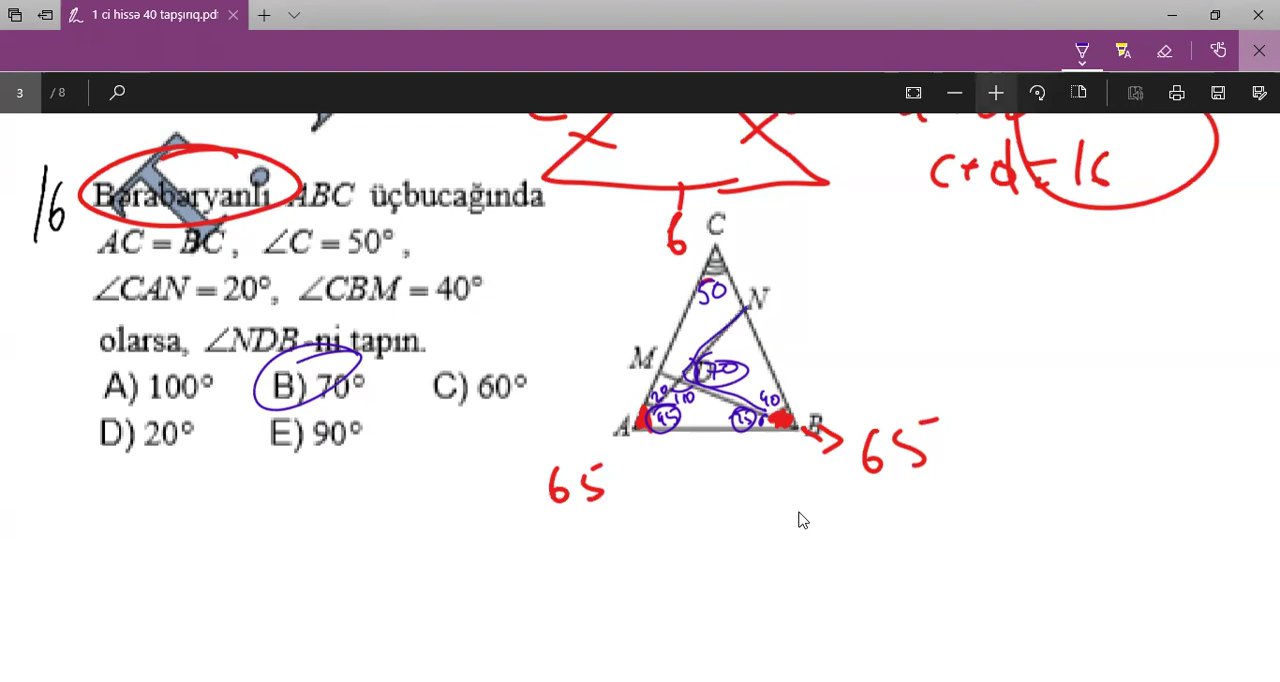 1 ci hissə 40 tapşırıq.pdf
3 / 8
c+d=16
16
6
Bərabəryanlı ABC üçbucağında
AC = BC, ∠C = 50°,
∠CAN = 20°, ∠CBM = 40°
olarsa, ∠NDB-ni tapın.
A) 100° B) 70° C) 60°
D) 20° E) 90°
C
50
N
M
70
20 110 40
A 45 25 B
65
65